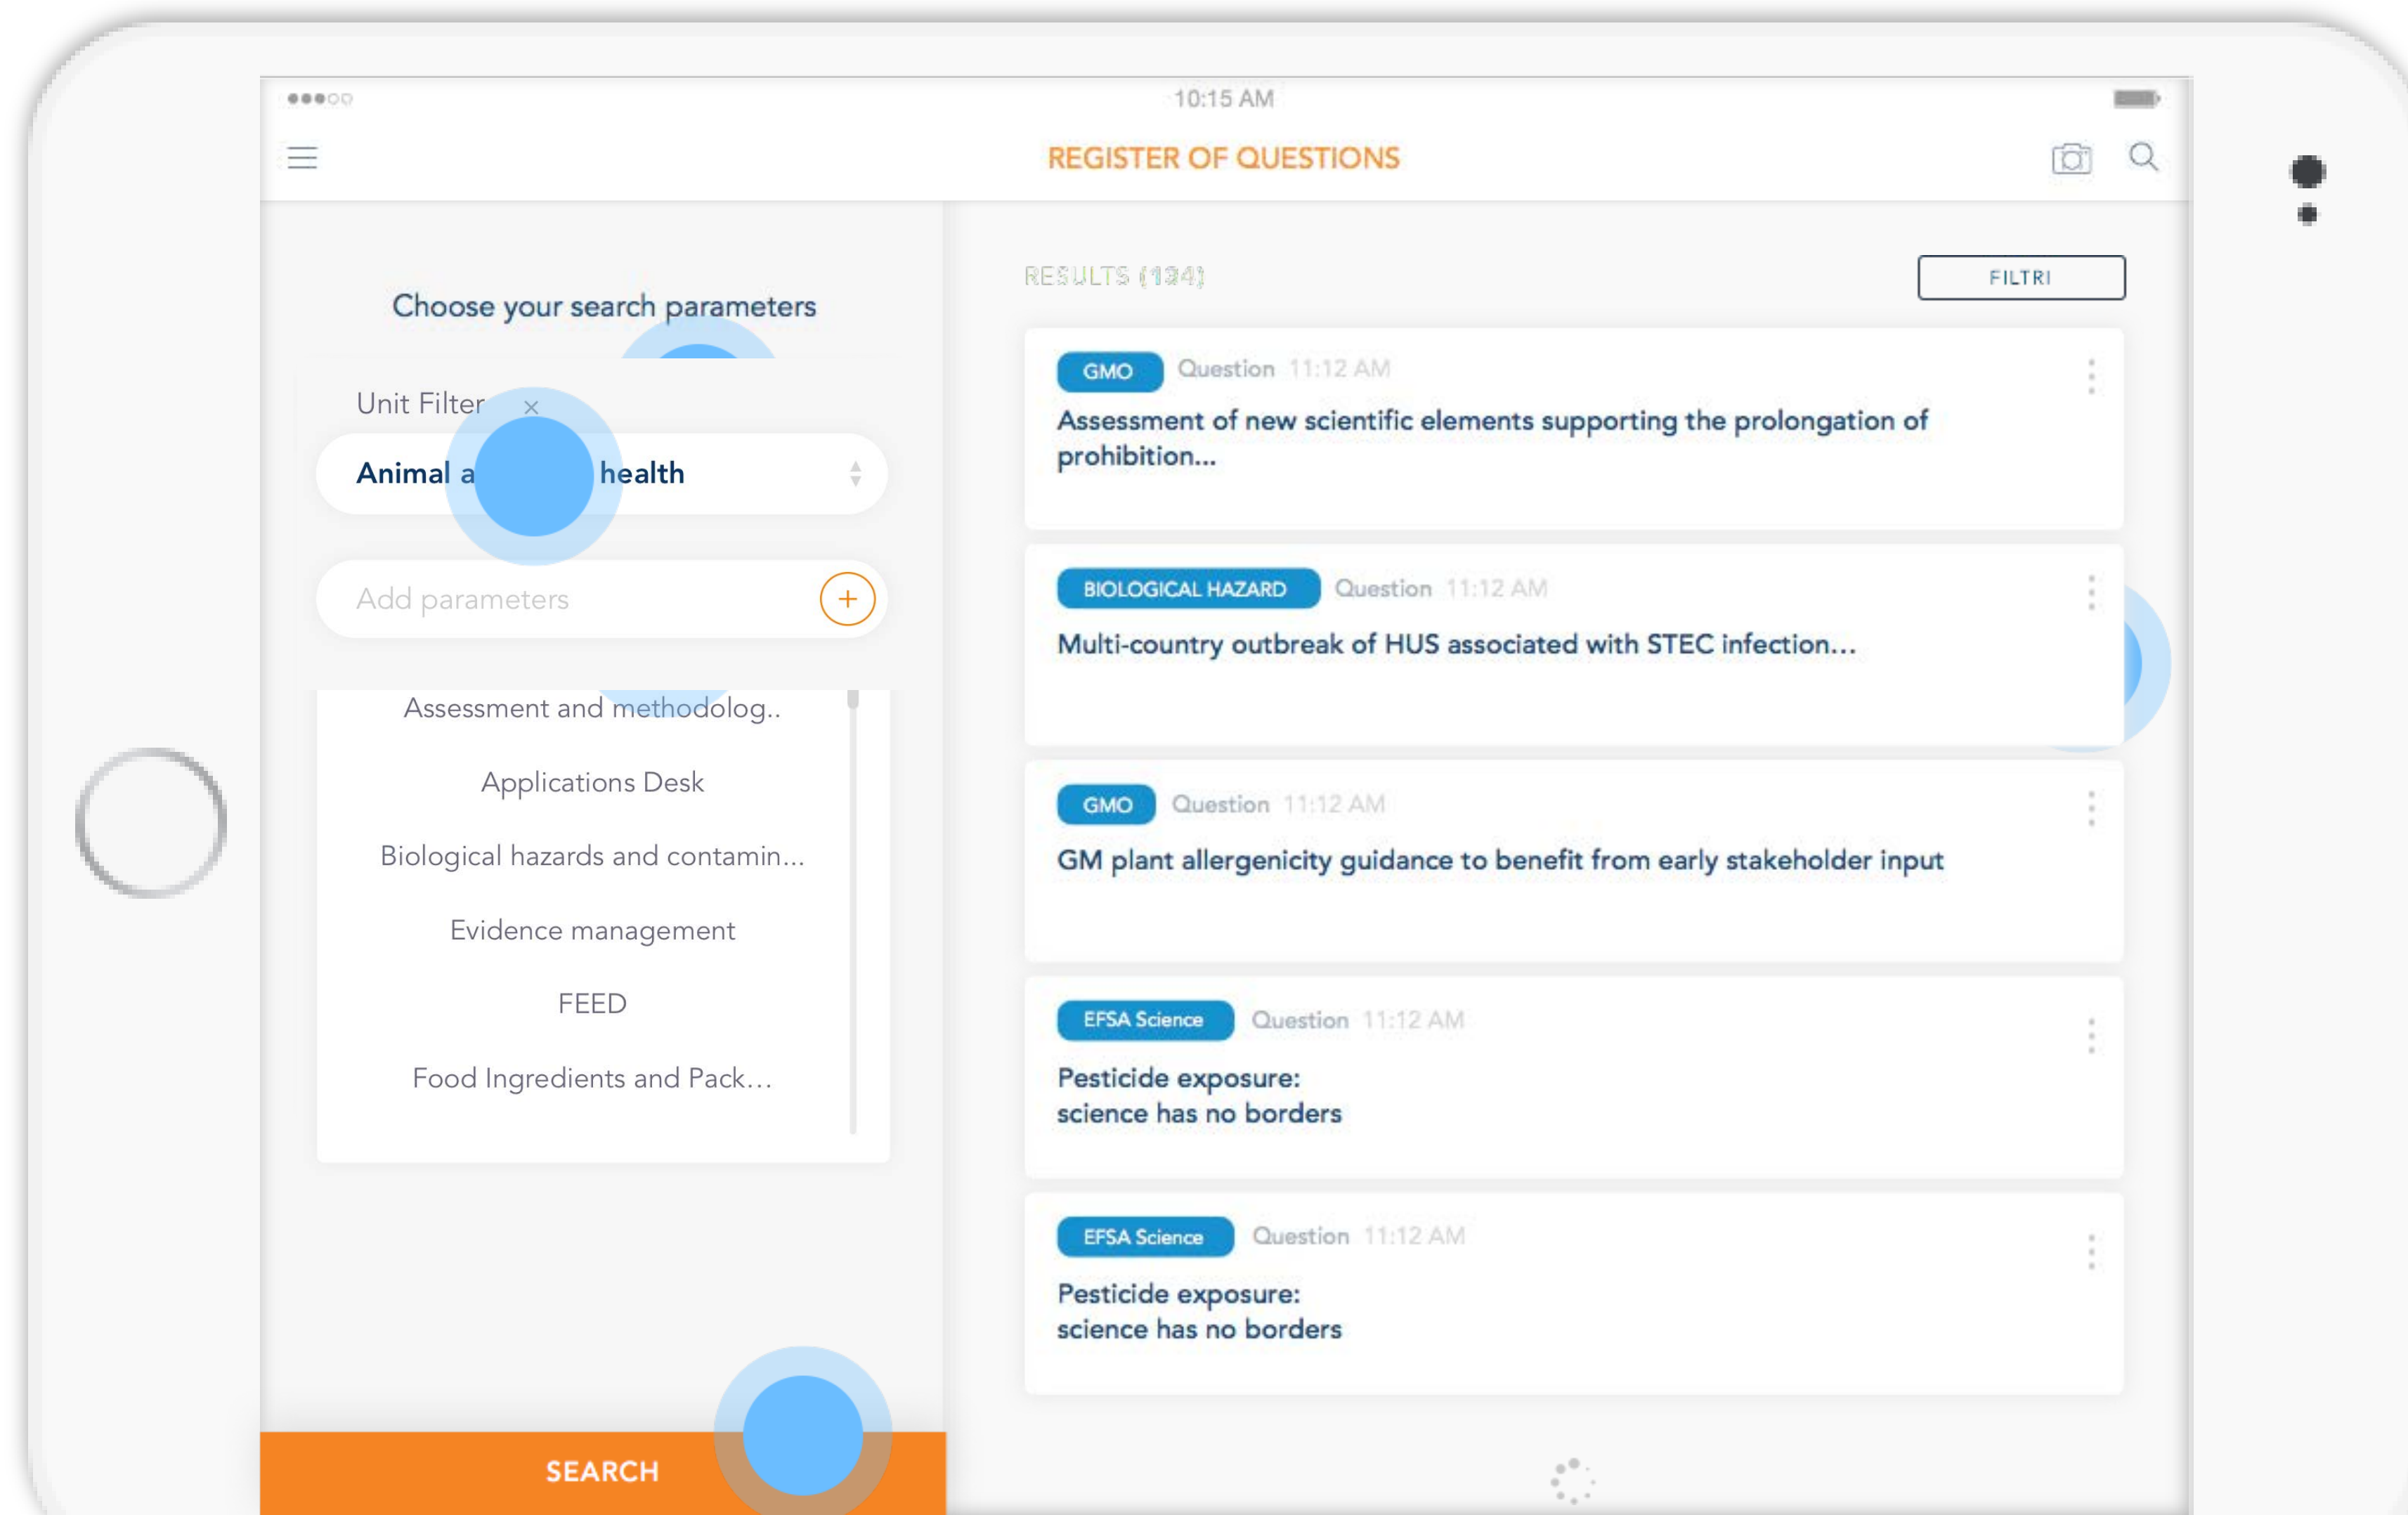 10:15 AM
REGISTER OF QUESTIONS
Choose your search parameters
Unit Filter ×
Animal a health
Add parameters +
Assessment and methodolog..
Applications Desk
Biological hazards and contamin...
Evidence management
FEED
Food Ingredients and Pack...
SEARCH
RESULTS (134)
FILTRI
GMO Question 11:12 AM
Assessment of new scientific elements supporting the prolongation of
prohibition...
BIOLOGICAL HAZARD Question 11:12 AM
Multi-country outbreak of HUS associated with STEC infection...
GMO Question 11:12 AM
GM plant allergenicity guidance to benefit from early stakeholder input
EFSA Science Question 11:12 AM
Pesticide exposure:
science has no borders
EFSA Science Question 11:12 AM
Pesticide exposure:
science has no borders